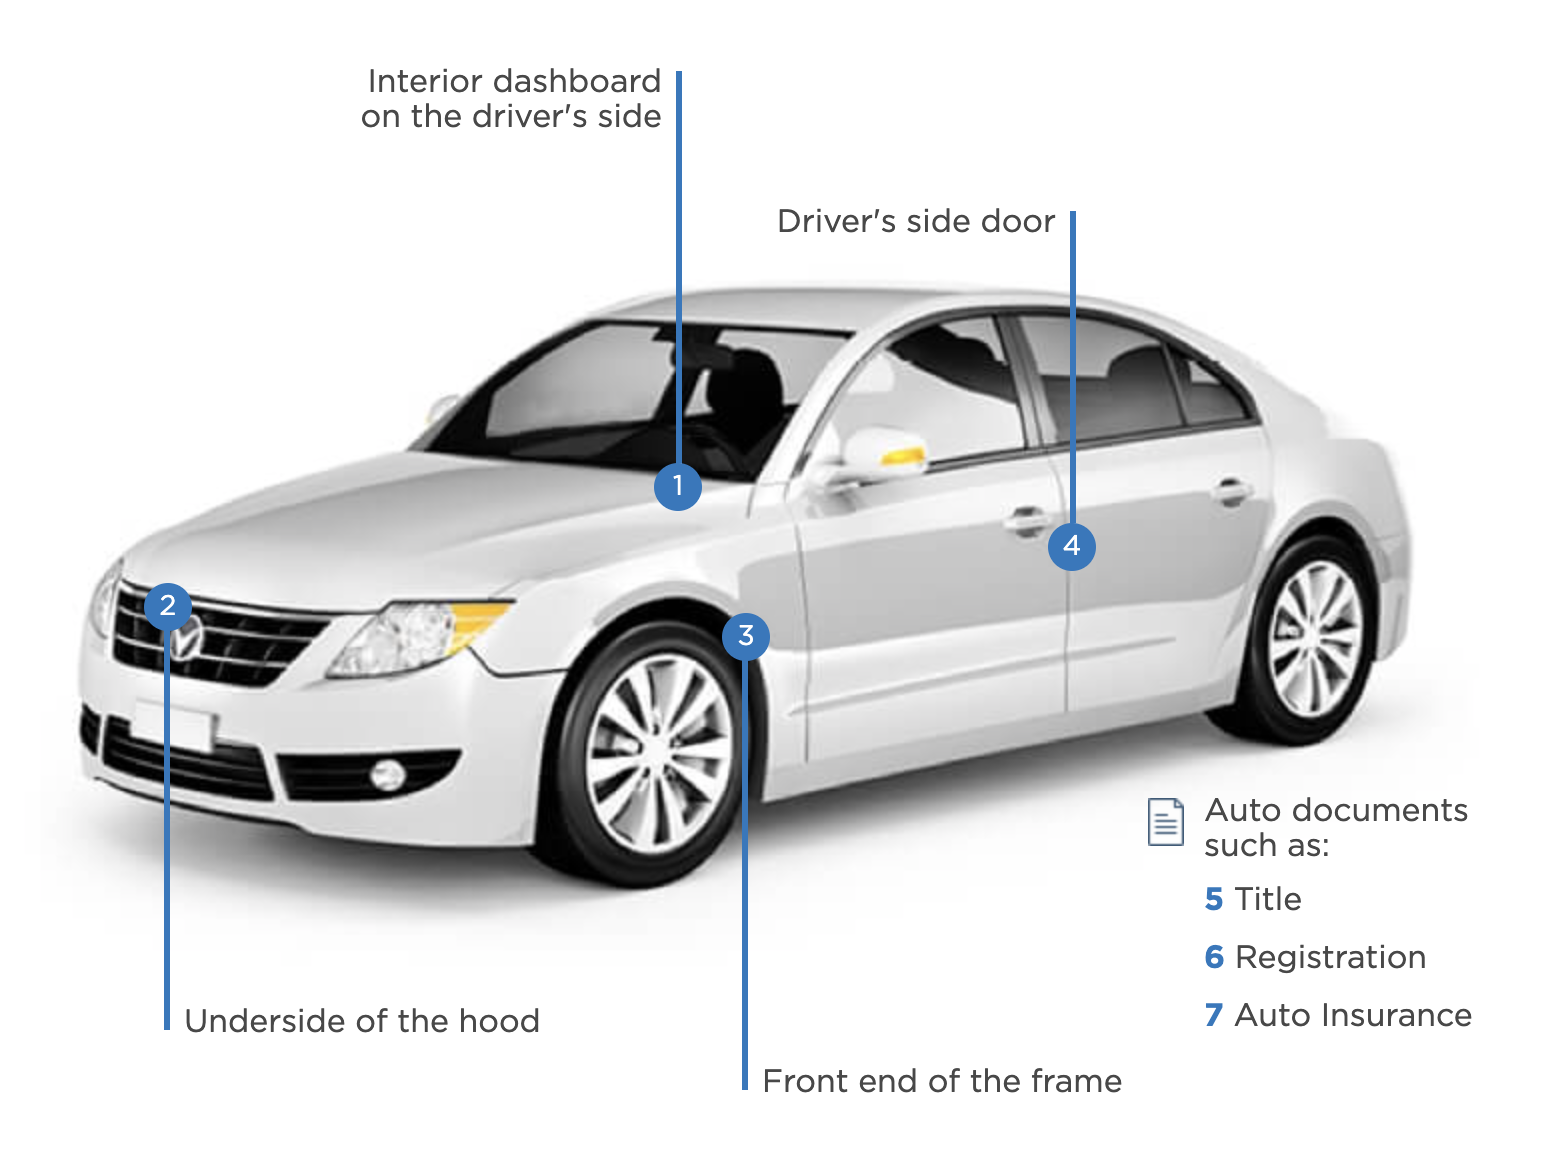 Interior dashboard
on the driver's side
Driver's side door
1
4
2
3
Auto documents
such as:
5 Title
6 Registration
7 Auto Insurance
Underside of the hood
Front end of the frame